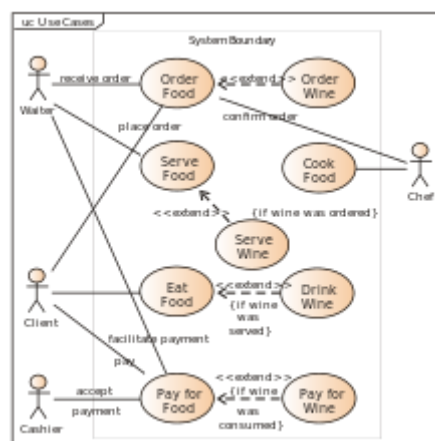 uc UseCases
SystemBoundary
receive order
Order
Food
<<extend>>
Order
Wine
Waiter
place order
confirm order
Serve
Food
Cook
Food
Chef
<<extend>>
{if wine was ordered}
Serve
Wine
Client
Eat
Food
<<extend>>
{if wine
was
served}
Drink
Wine
facilitate payment
pay
Cashier
accept
payment
Pay for
Food
<<extend>>
{if wine
was
consumed}
Pay for
Wine